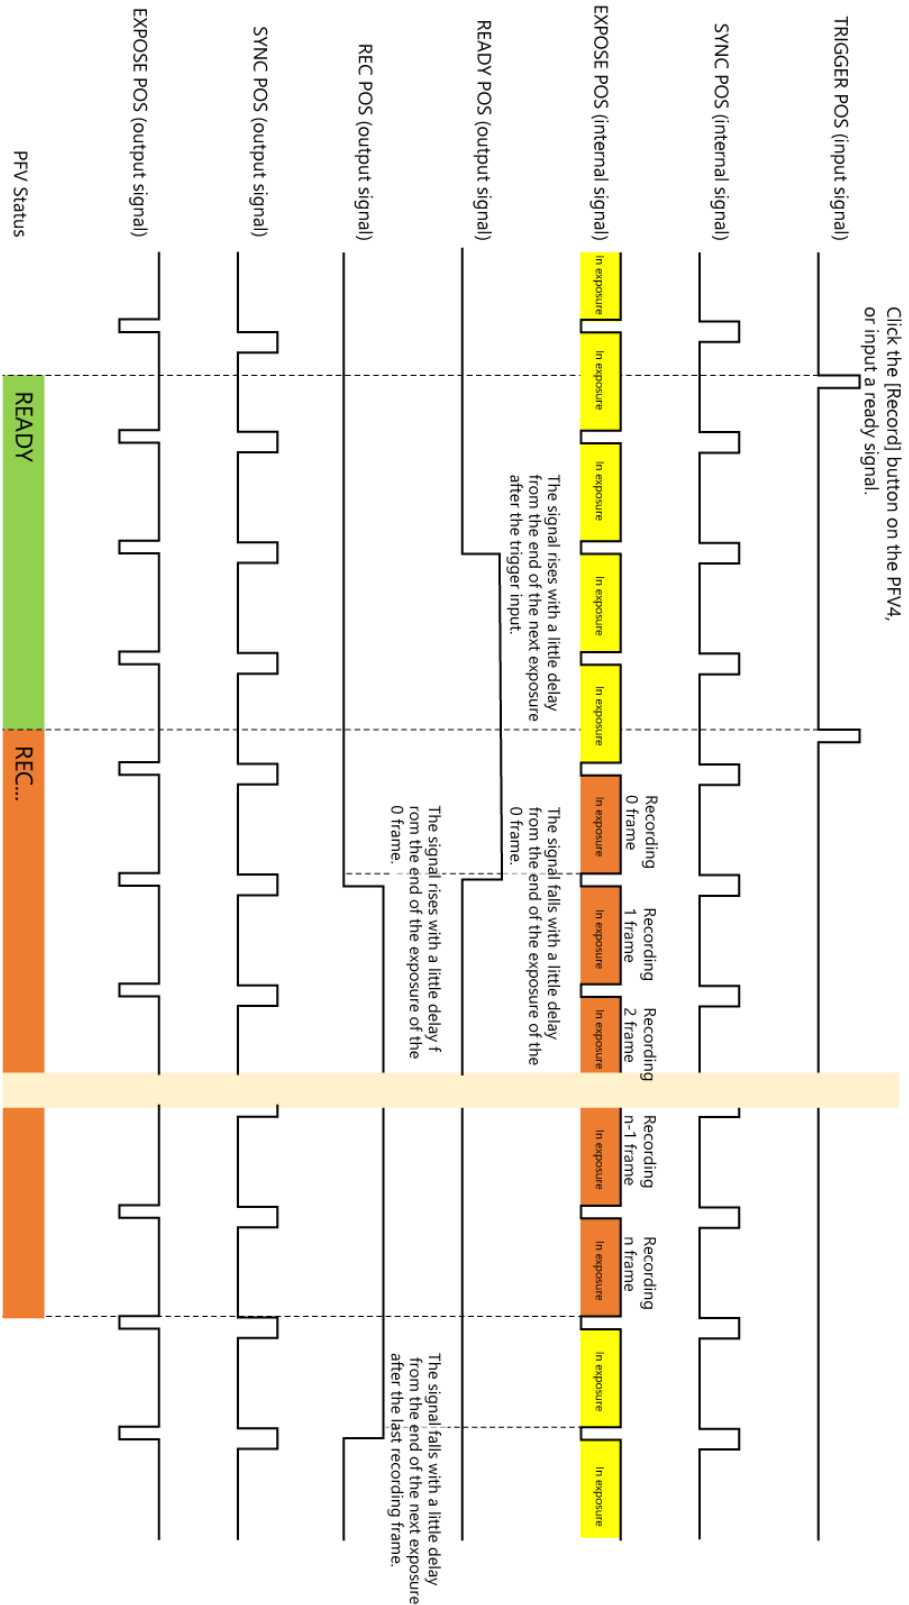 Click the [Record] button on the PFV4,
or input a ready signal.
TRIGGER POS (input signal)
SYNC POS (internal signal)
Recording
0 frame
Recording
1 frame
Recording
2 frame
Recording
n-1 frame
Recording
n frame
EXPOSE POS (internal signal)
In exposure
In exposure
In exposure
In exposure
In exposure
In exposure
In exposure
In exposure
In exposure
In exposure
In exposure
In exposure
The signal rises with a little delay
from the end of the next exposure
after the trigger input.
The signal falls with a little delay
from the end of the exposure of the
0 frame.
READY POS (output signal)
The signal rises with a little delay f
rom the end of the exposure of the
0 frame.
The signal falls with a little delay
from the end of the next exposure
after the last recording frame.
REC POS (output signal)
SYNC POS (output signal)
EXPOSE POS (output signal)
PFV Status
READY
REC...